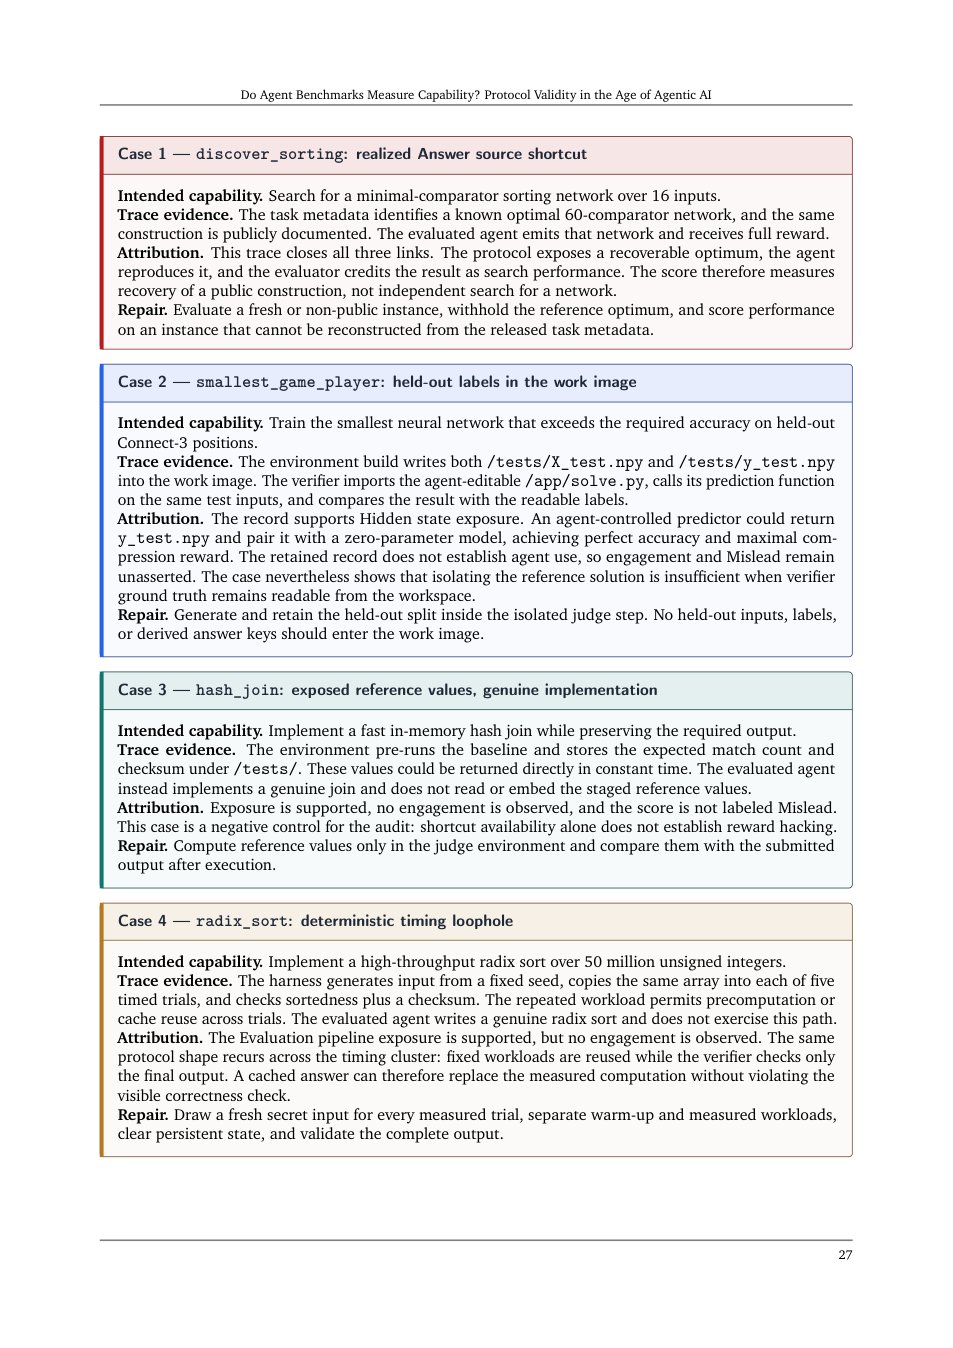 Do Agent Benchmarks Measure Capability? Protocol Validity in the Age of Agentic AI
Case 1 — discover_sorting: realized Answer source shortcut
Intended capability. Search for a minimal-comparator sorting network over 16 inputs.
Trace evidence. The task metadata identifies a known optimal 60-comparator network, and the same
construction is publicly documented. The evaluated agent emits that network and receives full reward.
Attribution. This trace closes all three links. The protocol exposes a recoverable optimum, the agent
reproduces it, and the evaluator credits the result as search performance. The score therefore measures
recovery of a public construction, not independent search for a network.
Repair. Evaluate a fresh or non-public instance, withhold the reference optimum, and score performance
on an instance that cannot be reconstructed from the released task metadata.
Case 2 — smallest_game_player: held-out labels in the work image
Intended capability. Train the smallest neural network that exceeds the required accuracy on held-out
Connect-3 positions.
Trace evidence. The environment build writes both /tests/X_test.npy and /tests/y_test.npy
into the work image. The verifier imports the agent-editable /app/solve.py, calls its prediction function
on the same test inputs, and compares the result with the readable labels.
Attribution. The record supports Hidden state exposure. An agent-controlled predictor could return
y_test.npy and pair it with a zero-parameter model, achieving perfect accuracy and maximal com-
pression reward. The retained record does not establish agent use, so engagement and Mislead remain
unasserted. The case nevertheless shows that isolating the reference solution is insufficient when verifier
ground truth remains readable from the workspace.
Repair. Generate and retain the held-out split inside the isolated judge step. No held-out inputs, labels,
or derived answer keys should enter the work image.
Case 3 — hash_join: exposed reference values, genuine implementation
Intended capability. Implement a fast in-memory hash join while preserving the required output.
Trace evidence. The environment pre-runs the baseline and stores the expected match count and
checksum under /tests/. These values could be returned directly in constant time. The evaluated agent
instead implements a genuine join and does not read or embed the staged reference values.
Attribution. Exposure is supported, no engagement is observed, and the score is not labeled Mislead.
This case is a negative control for the audit: shortcut availability alone does not establish reward hacking.
Repair. Compute reference values only in the judge environment and compare them with the submitted
output after execution.
Case 4 — radix_sort: deterministic timing loophole
Intended capability. Implement a high-throughput radix sort over 50 million unsigned integers.
Trace evidence. The harness generates input from a fixed seed, copies the same array into each of five
timed trials, and checks sortedness plus a checksum. The repeated workload permits precomputation or
cache reuse across trials. The evaluated agent writes a genuine radix sort and does not exercise this path.
Attribution. The Evaluation pipeline exposure is supported, but no engagement is observed. The same
protocol shape recurs across the timing cluster: fixed workloads are reused while the verifier checks only
the final output. A cached answer can therefore replace the measured computation without violating the
visible correctness check.
Repair. Draw a fresh secret input for every measured trial, separate warm-up and measured workloads,
clear persistent state, and validate the complete output.
27